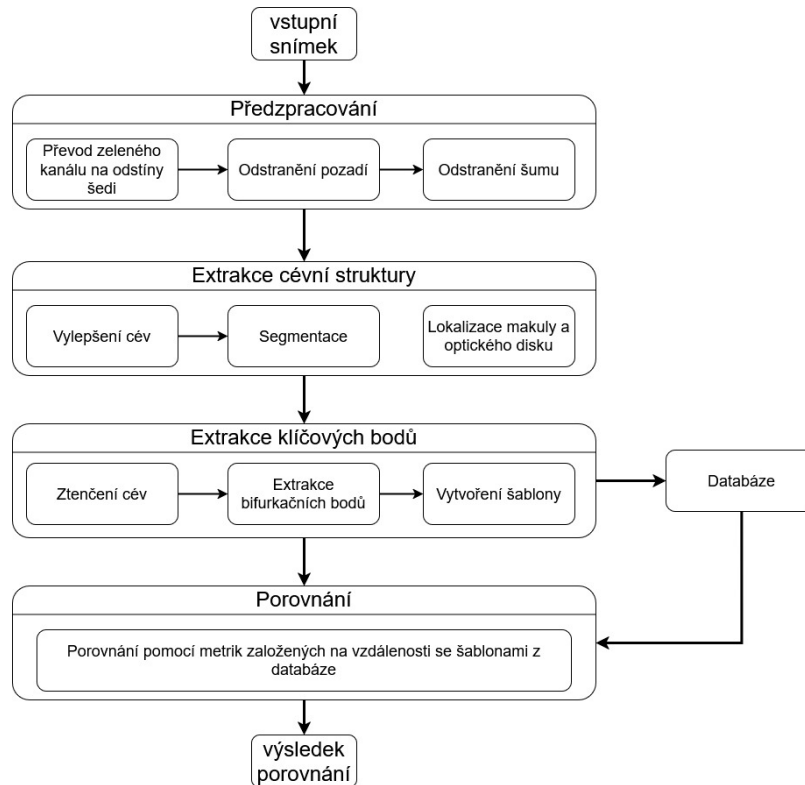 vstupní
snímek
Předzpracování
Převod zeleného
kanálu na odstíny
šedi
Odstranění pozadí
Odstranění šumu
Extrakce cévní struktury
Vylepšení cév
Segmentace
Lokalizace makuly a
optického disku
Extrakce klíčových bodů
Ztenčení cév
Extrakce
bifurkačních bodů
Vytvoření šablony
Databáze
Porovnání
Porovnání pomocí metrik založených na vzdálenosti se šablonami z
databáze
výsledek
porovnání